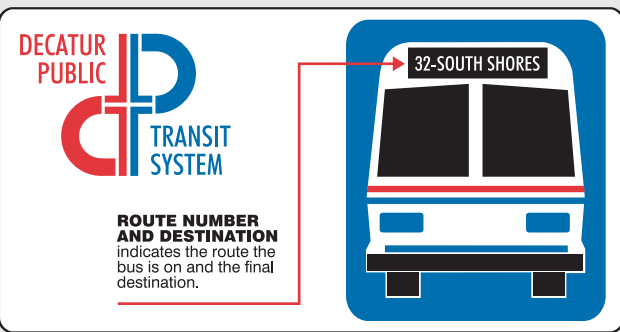 DECATUR
PUBLIC
TRANSIT
SYSTEM
32-SOUTH SHORES
ROUTE NUMBER
AND DESTINATION
indicates the route the
bus is on and the final
destination.